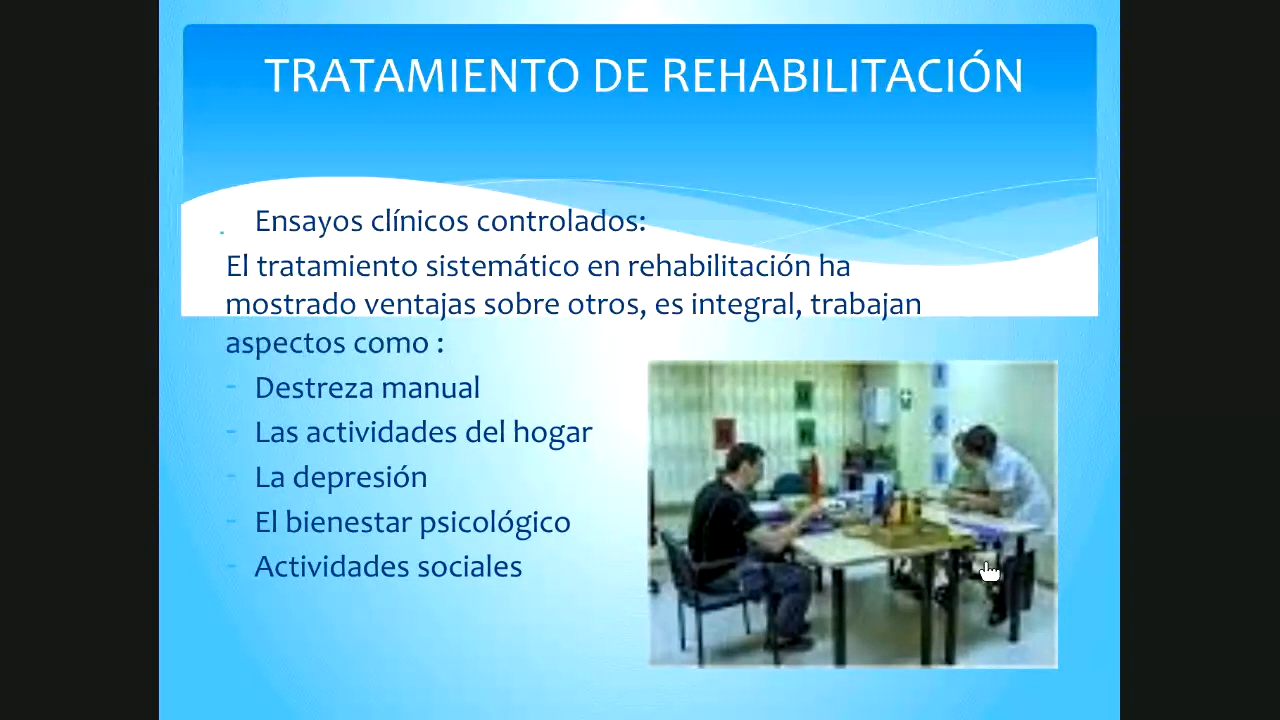 TRATAMIENTO DE REHABILITACIÓN
Ensayos clínicos controlados:
El tratamiento sistemático en rehabilitación ha
mostrado ventajas sobre otros, es integral, trabajan
aspectos como :
- Destreza manual
- Las actividades del hogar
- La depresión
- El bienestar psicológico
- Actividades sociales